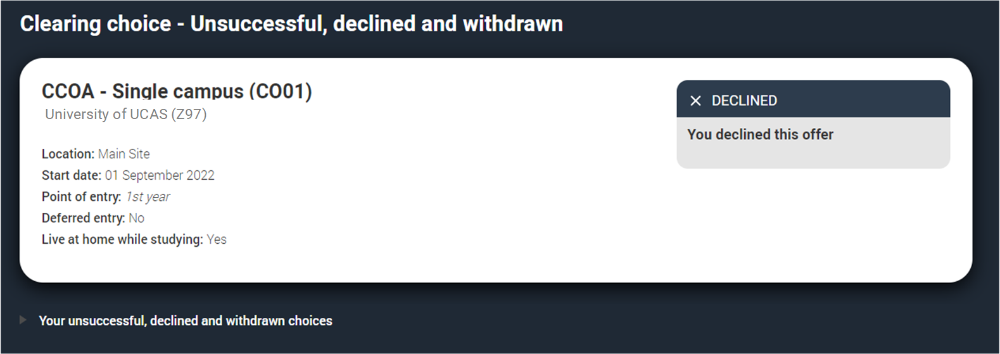 Clearing choice - Unsuccessful, declined and withdrawn
CCOA - Single campus (CO01)
University of UCAS (Z97)
DECLINED
You declined this offer
Location: Main Site
Start date: 01 September 2022
Point of entry: 1st year
Deferred entry: No
Live at home while studying: Yes
Your unsuccessful, declined and withdrawn choices